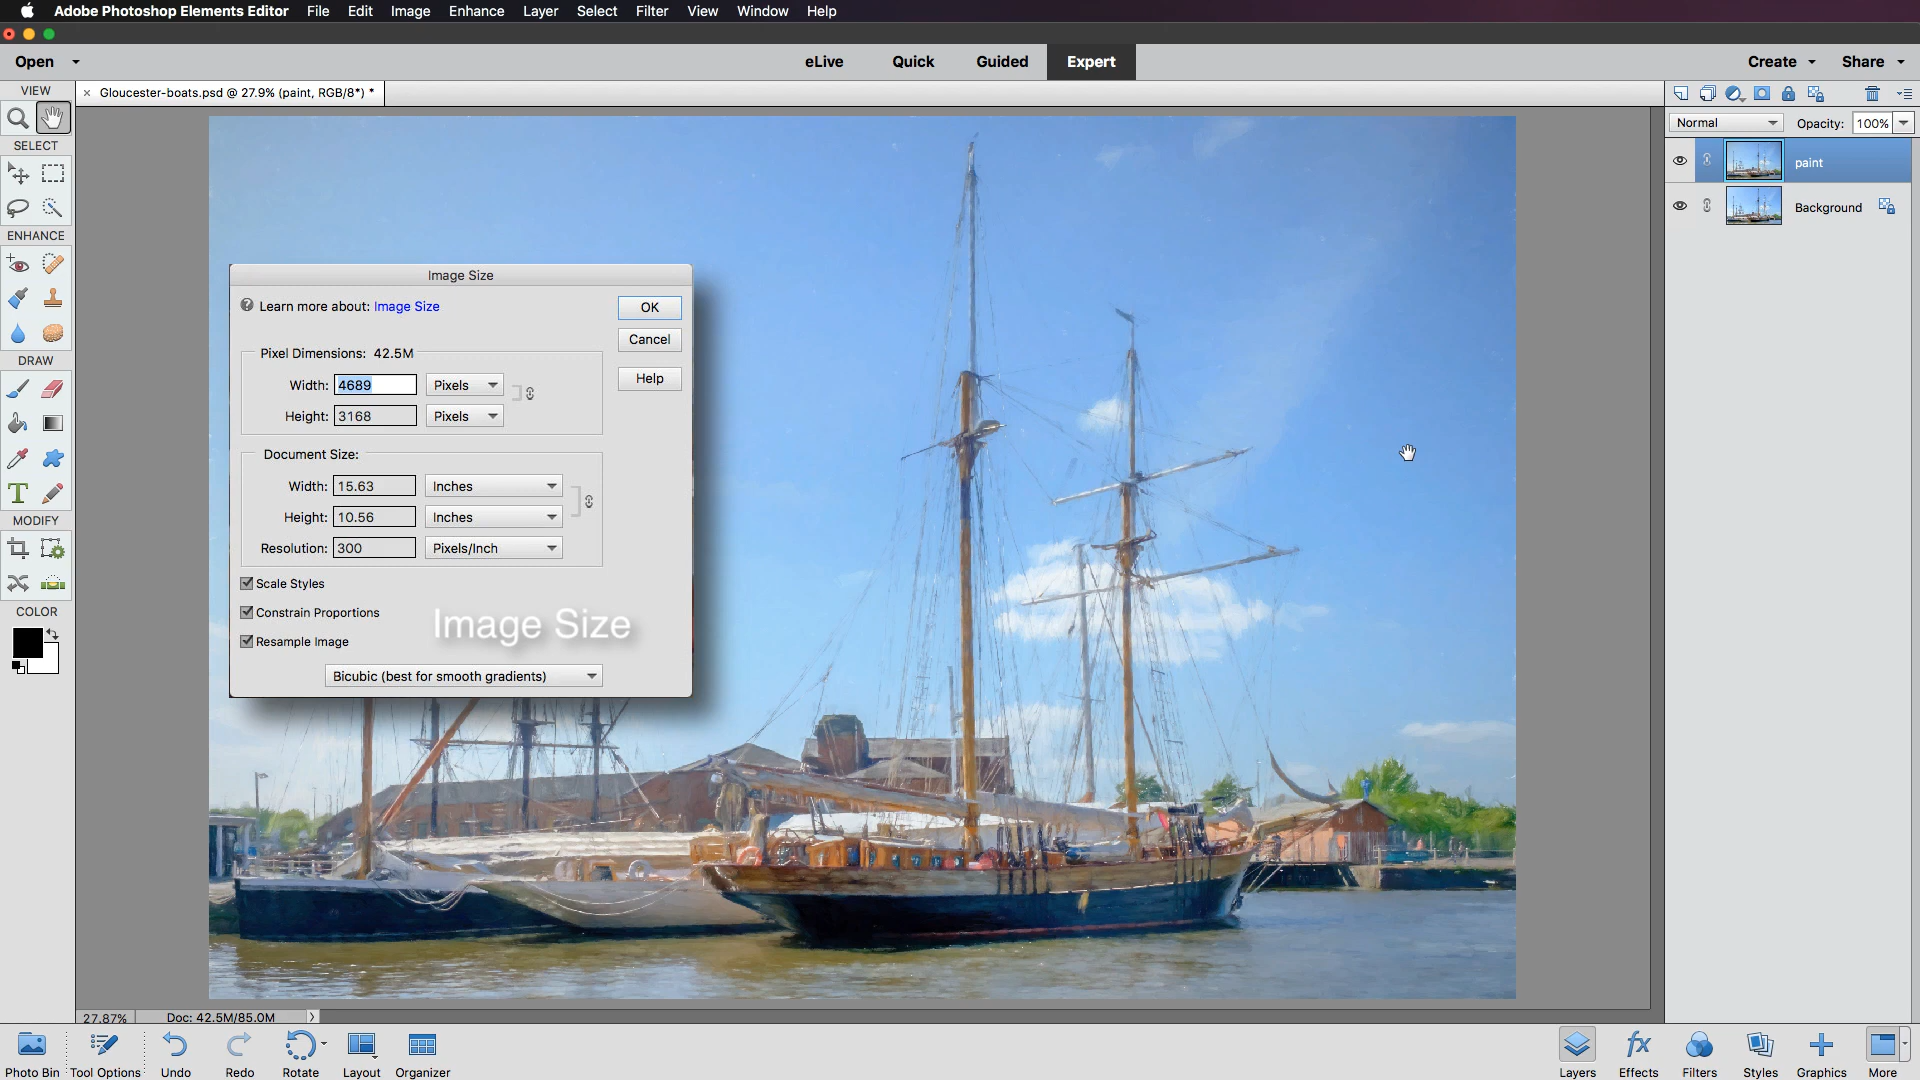 Adobe Photoshop Elements Editor File Edit Image Enhance Layer Select Filter View Window Help
Open eLive Quick Guided Expert Create Share
VIEW
× Gloucester-boats.psd @ 27.9% (paint, RGB/8*) *
Normal Opacity: 100%
SELECT
paint
Background
ENHANCE
Image Size
? Learn more about: Image Size
OK
Cancel
Pixel Dimensions: 42.5M
Help
Width: 4689 Pixels
Height: 3168 Pixels
DRAW
Document Size:
Width: 15.63 Inches
Height: 10.56 Inches
Resolution: 300 Pixels/Inch
T
MODIFY
Scale Styles
Constrain Proportions
Image Size
Resample Image
Bicubic (best for smooth gradients)
COLOR
27.87% Doc: 42.5M/85.0M
fx
Photo Bin Tool Options Undo Redo Rotate Layout Organizer Layers Effects Filters Styles Graphics More